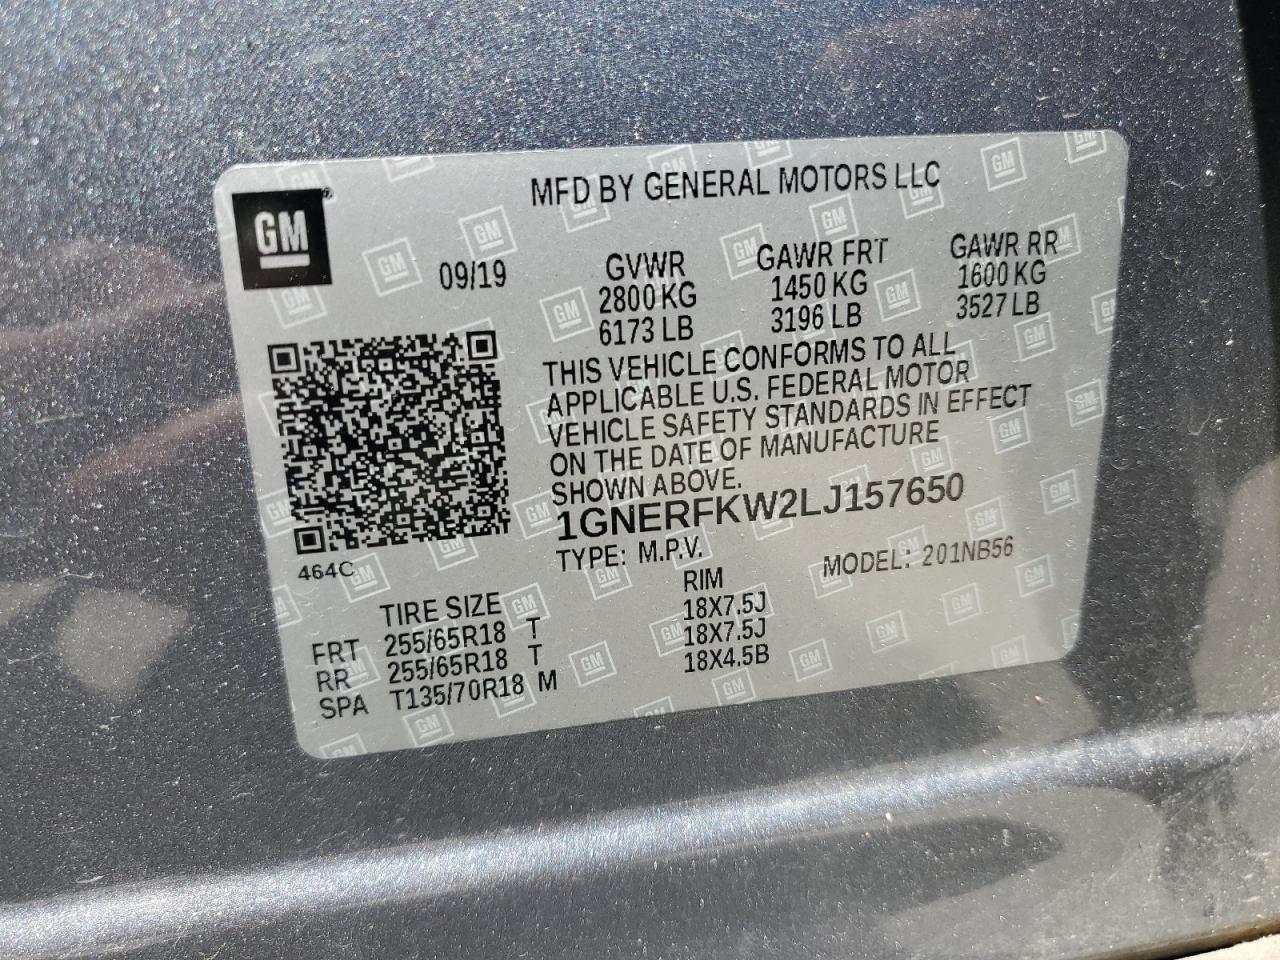 MFD BY GENERAL MOTORS LLC
GM
09/19
GVWR
2800 KG
6173 LB
GAWR FRT
1450 KG
3196 LB
GAWR RR
1600 KG
3527 LB
THIS VEHICLE CONFORMS TO ALL
APPLICABLE U.S. FEDERAL MOTOR
VEHICLE SAFETY STANDARDS IN EFFECT
ON THE DATE OF MANUFACTURE
SHOWN ABOVE.
1GNERFKW2LJ157650
TYPE: M.P.V.
MODEL: 201NB56
464C
TIRE SIZE RIM
FRT 255/65R18 T 18X7.5J
RR 255/65R18 T 18X7.5J
SPA T135/70R18 M 18X4.5B